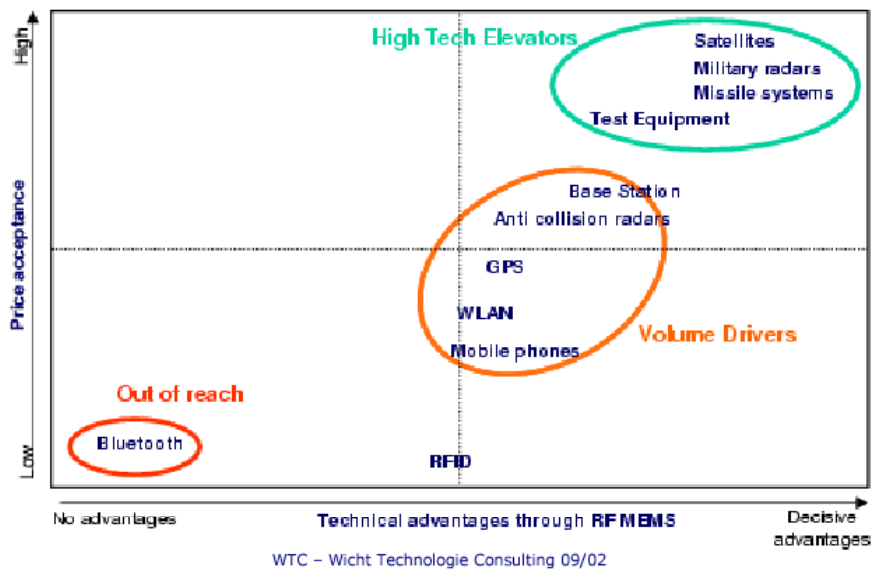 High
High Tech Elevators
Satellites
Military radars
Missile systems
Test Equipment
Base Station
Anti collision radars
Price acceptance
GPS
WLAN
Volume Drivers
Mobile phones
Out of reach
Bluetooth
RFID
Low
No advantages
Technical advantages through RF MEMS
Decisive
advantages
WTC – Wicht Technologie Consulting 09/02